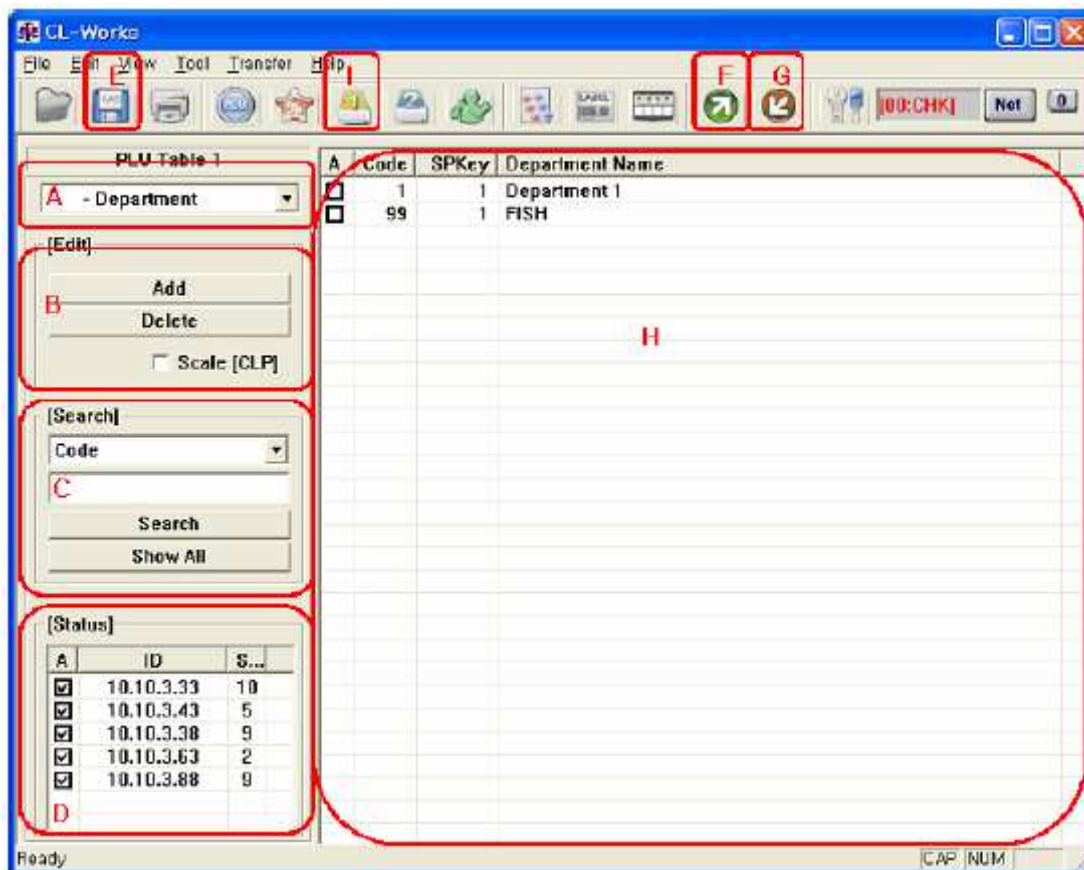 CL-Works
File Edit View Tool Transfer Help
E I F G
[00:CHK] Net 0
PLU Table 1
A - Department
[Edit]
B
Add
Delete
Scale [CLP]
[Search]
Code
C
Search
Show All
[Status]
A ID S...
10.10.3.33 10
10.10.3.43 5
10.10.3.38 9
10.10.3.63 2
10.10.3.88 9
D
A Code SPKey Department Name
1 1 Department 1
99 1 FISH
H
Ready CAP NUM